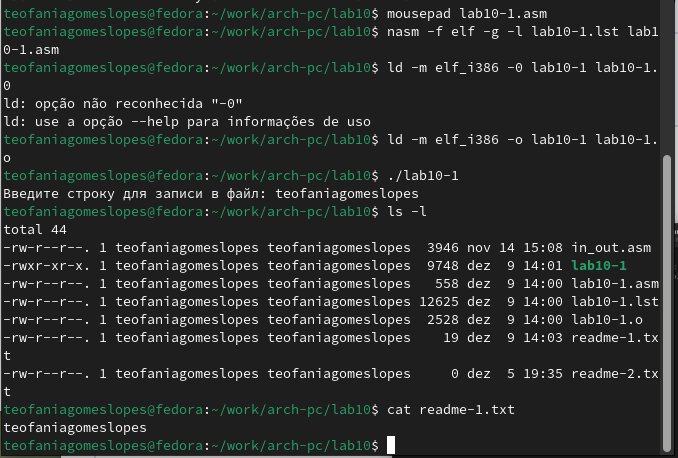 teofaniagomeslopes@fedora:~/work/arch-pc/lab10$ mousepad lab10-1.asm
teofaniagomeslopes@fedora:~/work/arch-pc/lab10$ nasm -f elf -g -l lab10-1.lst lab1
0-1.asm
teofaniagomeslopes@fedora:~/work/arch-pc/lab10$ ld -m elf_i386 -0 lab10-1 lab10-1.
0
ld: opção não reconhecida "-0"
ld: use a opção --help para informações de uso
teofaniagomeslopes@fedora:~/work/arch-pc/lab10$ ld -m elf_i386 -o lab10-1 lab10-1.
o
teofaniagomeslopes@fedora:~/work/arch-pc/lab10$ ./lab10-1
Введите строку для записи в файл: teofaniagomeslopes
teofaniagomeslopes@fedora:~/work/arch-pc/lab10$ ls -l
total 44
-rw-r--r--. 1 teofaniagomeslopes teofaniagomeslopes  3946 nov 14 15:08 in_out.asm
-rwxr-xr-x. 1 teofaniagomeslopes teofaniagomeslopes  9748 dez  9 14:01 lab10-1
-rw-r--r--. 1 teofaniagomeslopes teofaniagomeslopes   558 dez  9 14:00 lab10-1.asm
-rw-r--r--. 1 teofaniagomeslopes teofaniagomeslopes 12625 dez  9 14:00 lab10-1.lst
-rw-r--r--. 1 teofaniagomeslopes teofaniagomeslopes  2528 dez  9 14:00 lab10-1.o
-rw-r--r--. 1 teofaniagomeslopes teofaniagomeslopes    19 dez  9 14:03 readme-1.tx
t
-rw-r--r--. 1 teofaniagomeslopes teofaniagomeslopes     0 dez  5 19:35 readme-2.tx
t
teofaniagomeslopes@fedora:~/work/arch-pc/lab10$ cat readme-1.txt
teofaniagomeslopes
teofaniagomeslopes@fedora:~/work/arch-pc/lab10$